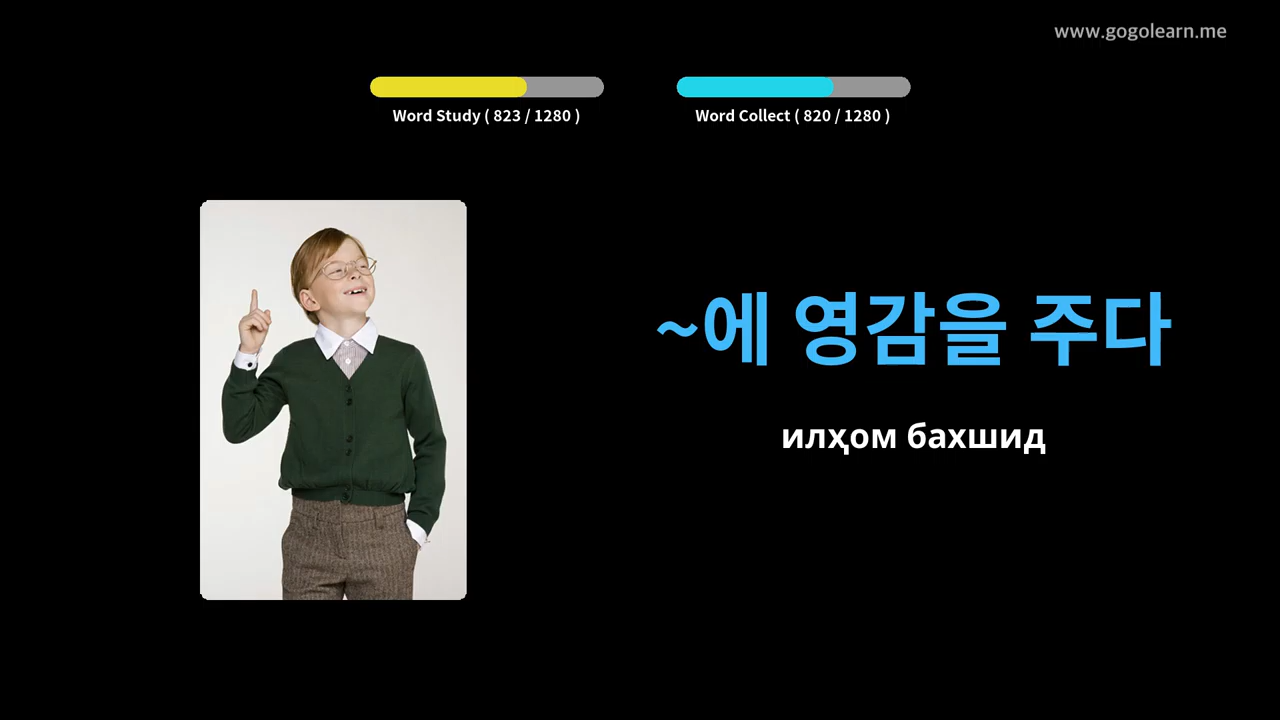 www.gogolearn.me
Word Study ( 823 / 1280 )
Word Collect ( 820 / 1280 )
~에 영감을 주다
илҳом бахшид